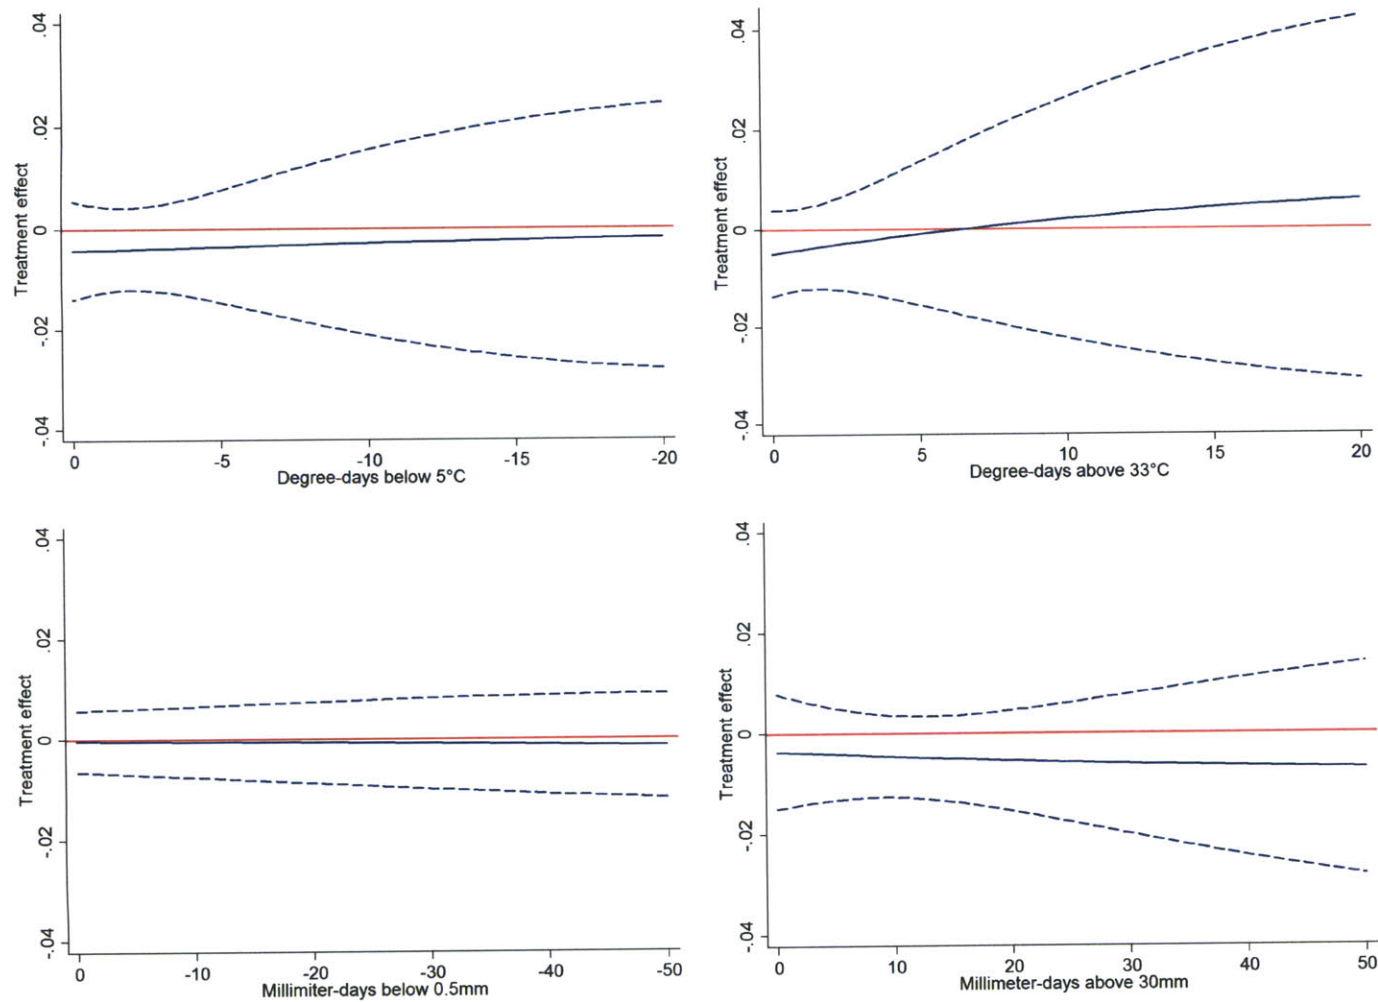 .04
.02
0
-.02
-.04
Treatment effect
0 -5 -10 -15 -20
Degree-days below 5°C
.04
.02
0
-.02
-.04
Treatment effect
0 5 10 15 20
Degree-days above 33°C
.04
.02
0
-.02
-.04
Treatment effect
0 -10 -20 -30 -40 -50
Millimiter-days below 0.5mm
.04
.02
0
-.02
-.04
Treatment effect
0 10 20 30 40 50
Millimeter-days above 30mm